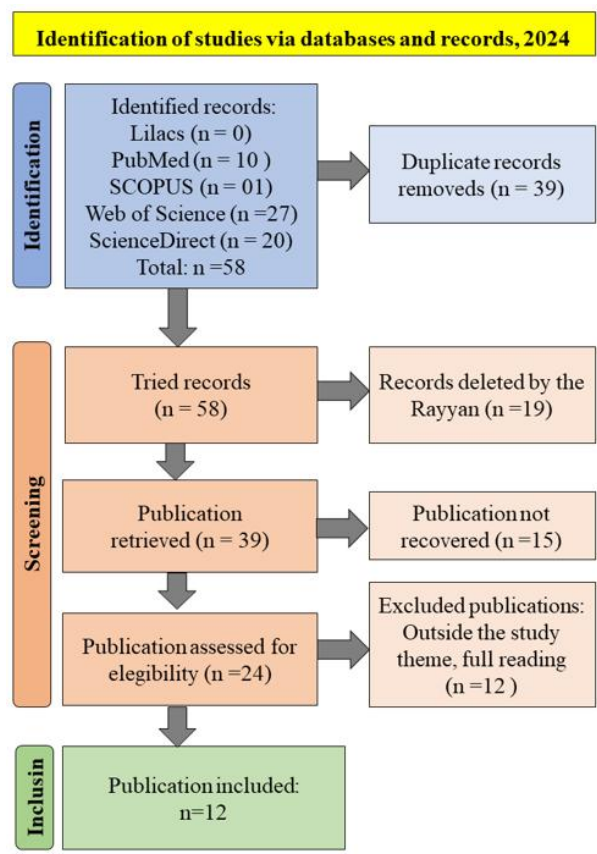 Identification of studies via databases and records, 2024
Identification
Identified records:
Lilacs (n = 0)
PubMed (n = 10 )
SCOPUS (n = 01)
Web of Science (n =27)
ScienceDirect (n = 20)
Total: n =58
Duplicate records
removeds (n = 39)
Screening
Tried records
(n = 58)
Records deleted by the
Rayyan (n =19)
Publication
retrieved (n = 39)
Publication not
recovered (n =15)
Publication assessed for
elegibility (n =24)
Excluded publications:
Outside the study
theme, full reading
(n =12 )
Inclusin
Publication included:
n=12